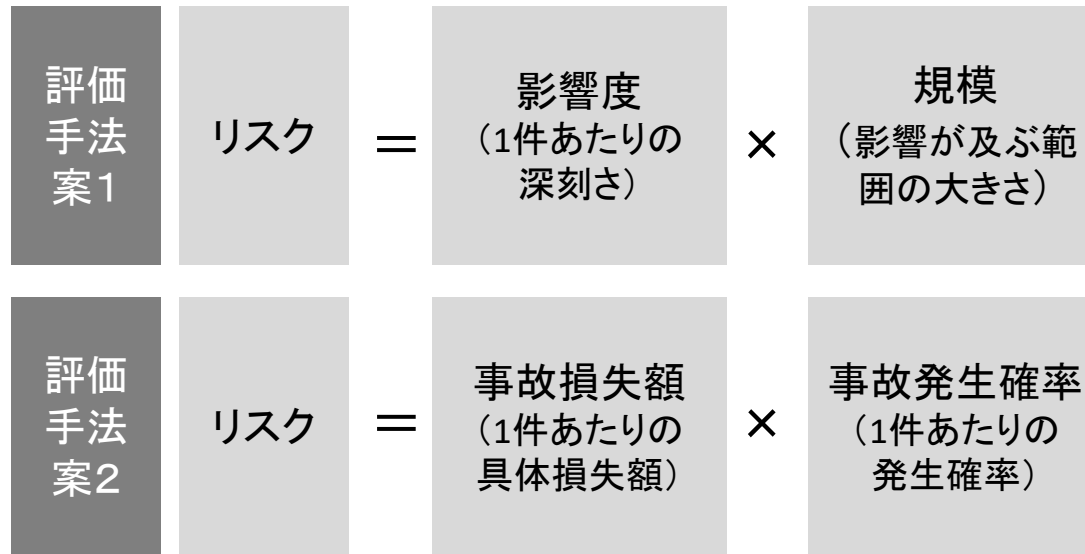 評価
手法
案１
リスク
＝
影響度
（1件あたりの
深刻さ）
×
規模
（影響が及ぶ範
囲の大きさ）
評価
手法
案２
リスク
＝
事故損失額
（1件あたりの
具体損失額）
×
事故発生確率
（1件あたりの
発生確率）